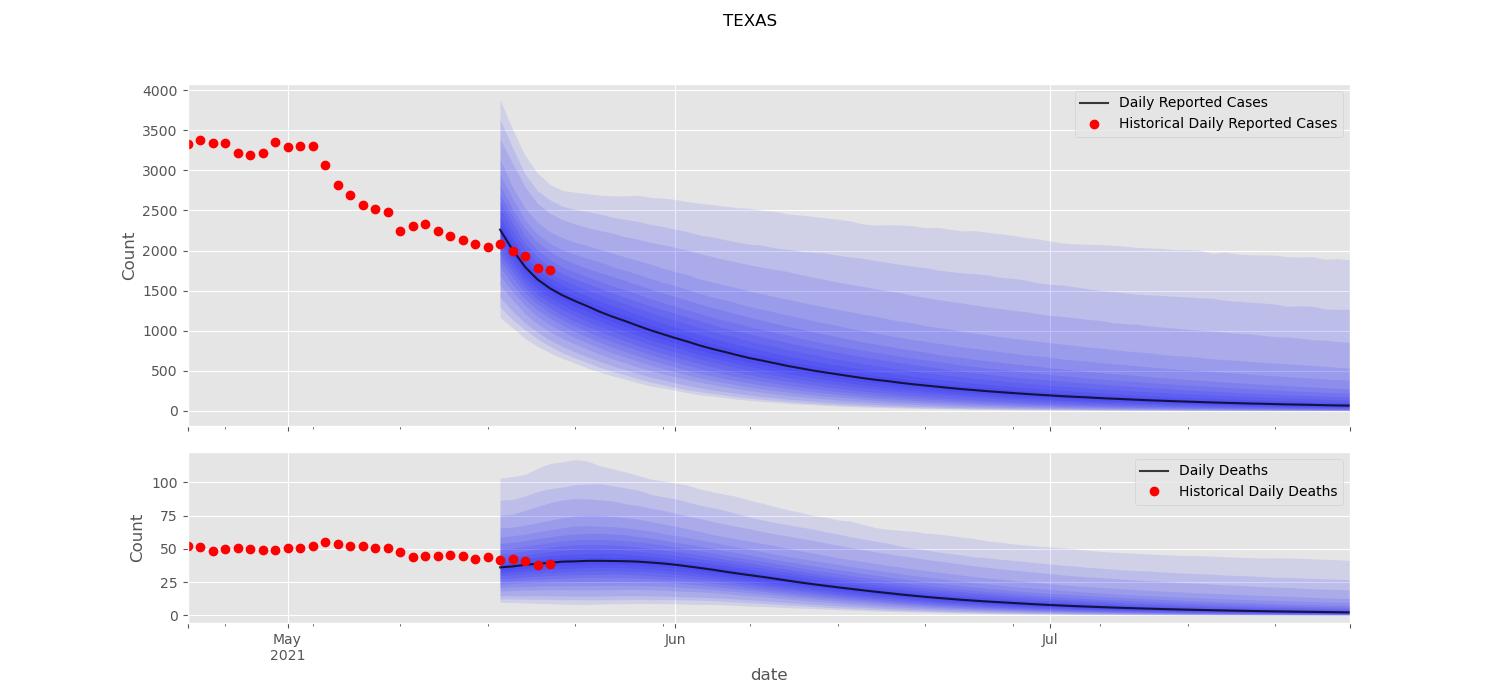 TEXAS
4000
3500
3000
2500
2000
1500
1000
500
0
Count
Daily Reported Cases
Historical Daily Reported Cases
100
75
50
25
0
Count
Daily Deaths
Historical Daily Deaths
May
2021
Jun
Jul
date